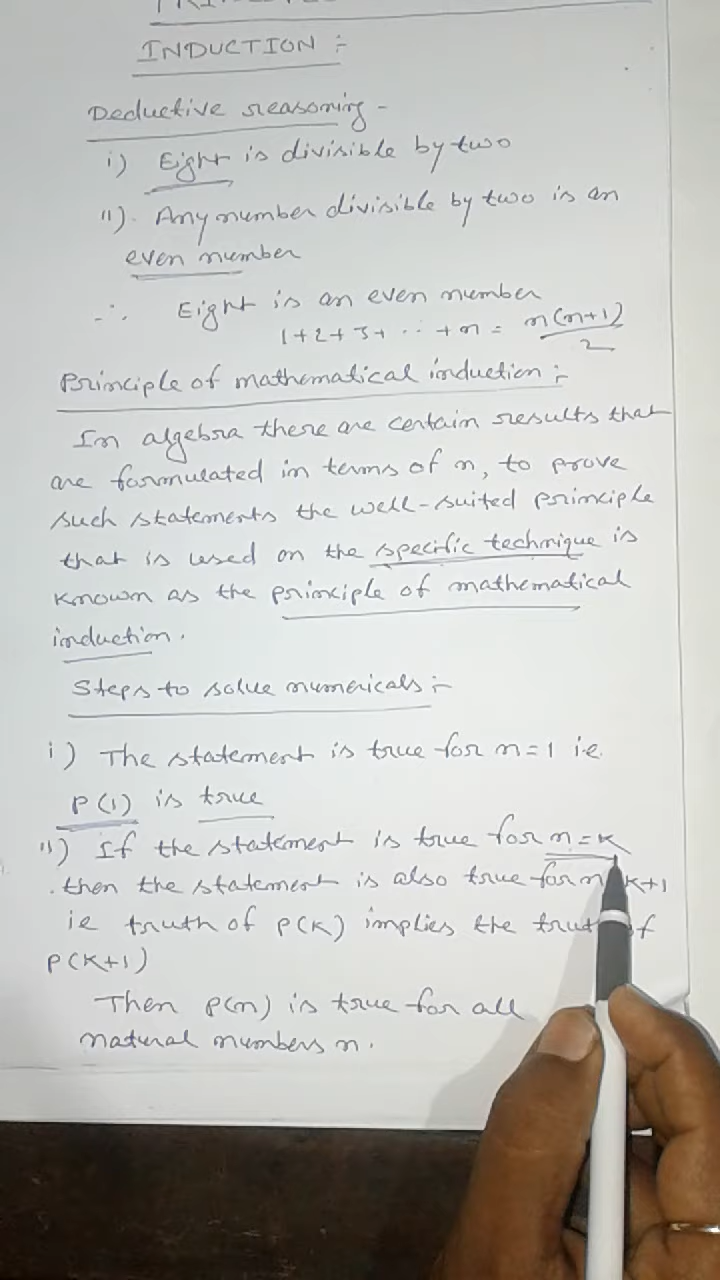 INDUCTION :-
Deductive reasoning -
i) Eight is divisible by two
ii). Any number divisible by two is an
even number
∴ Eight is an even number
1+2+3+ ... +n = n(n+1)/2
Principle of mathematical induction :-
In algebra there are certain results that
are formulated in terms of n, to prove
such statements the well-suited principle
that is used on the specific technique is
known as the principle of mathematical
induction.
Steps to solve numericals :-
i) The statement is true for n=1 i.e.
P(1) is true
ii) If the statement is true for n=k
then the statement is also true for n k+1
ie truth of P(k) implies the truth of
P(k+1)
Then P(n) is true for all
natural numbers n.